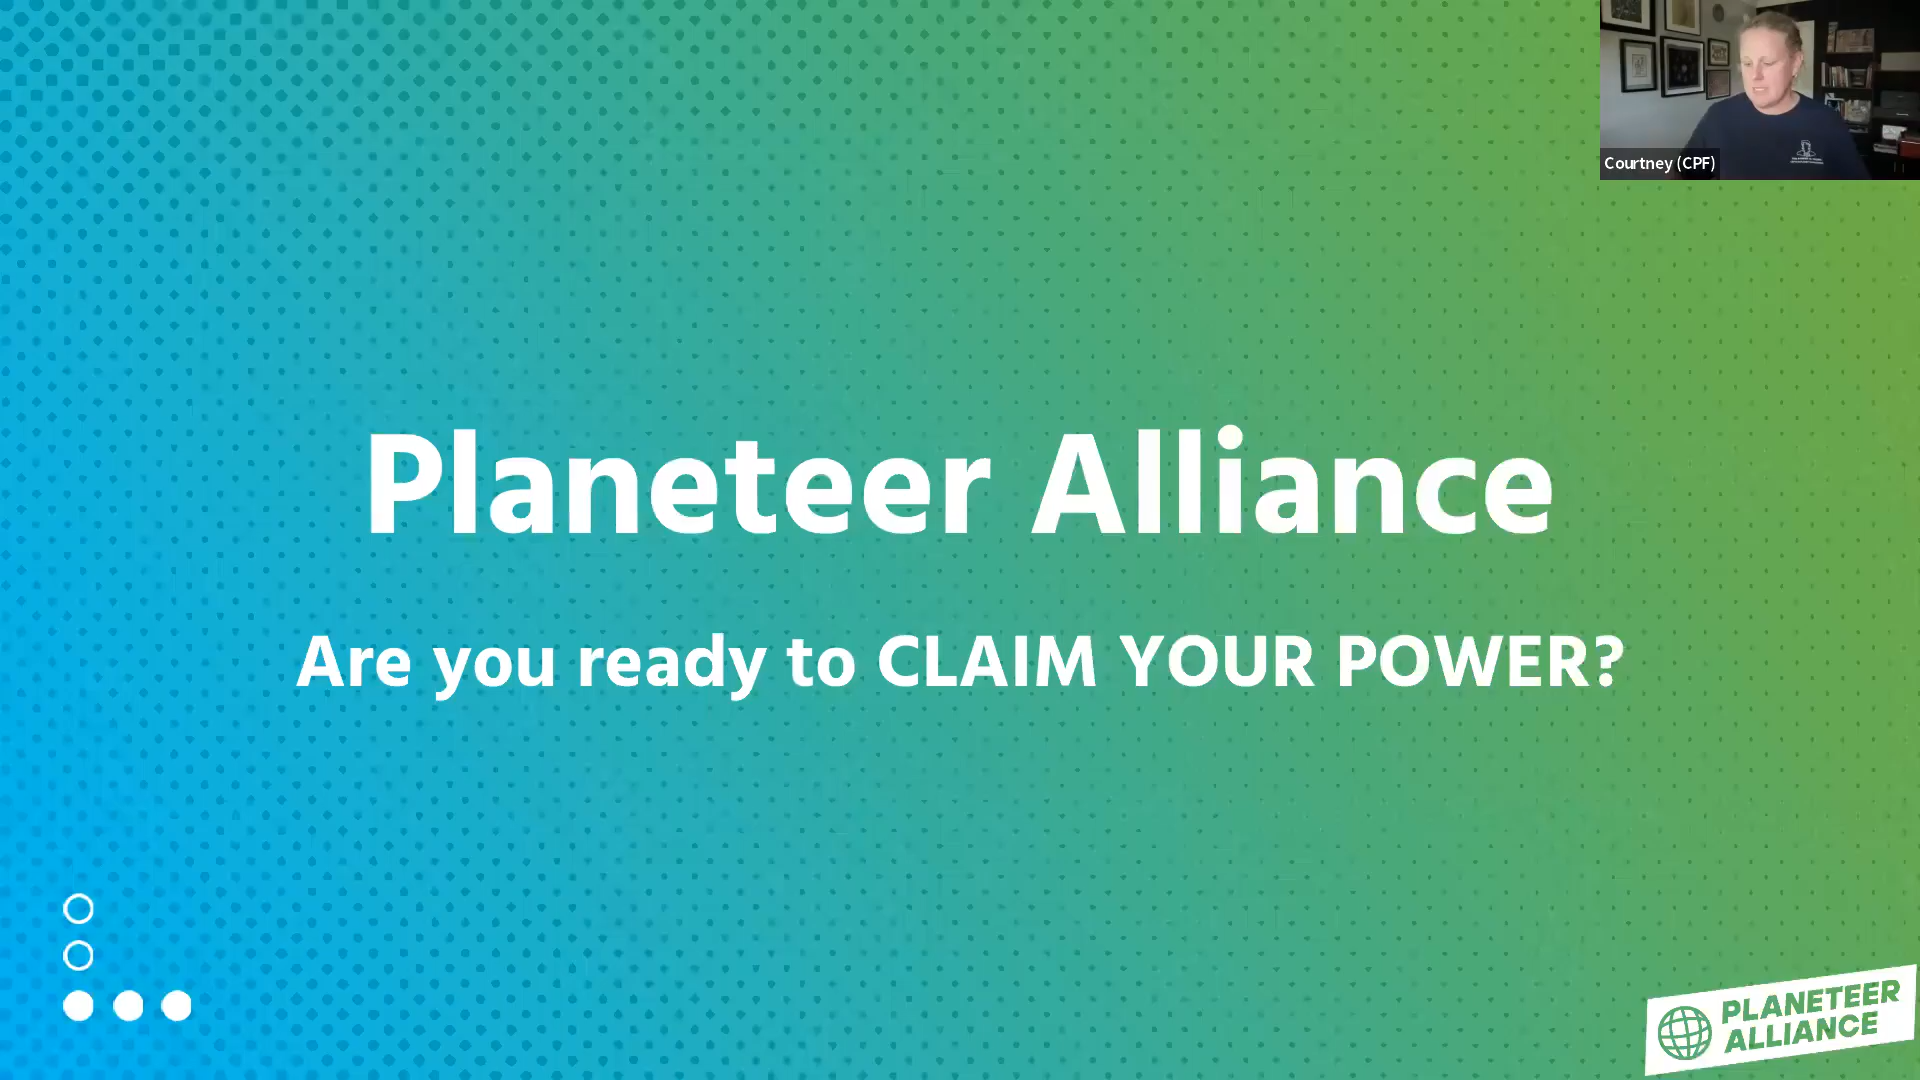 Courtney (CPF)
Planeteer Alliance
Are you ready to CLAIM YOUR POWER?
PLANETEER
ALLIANCE